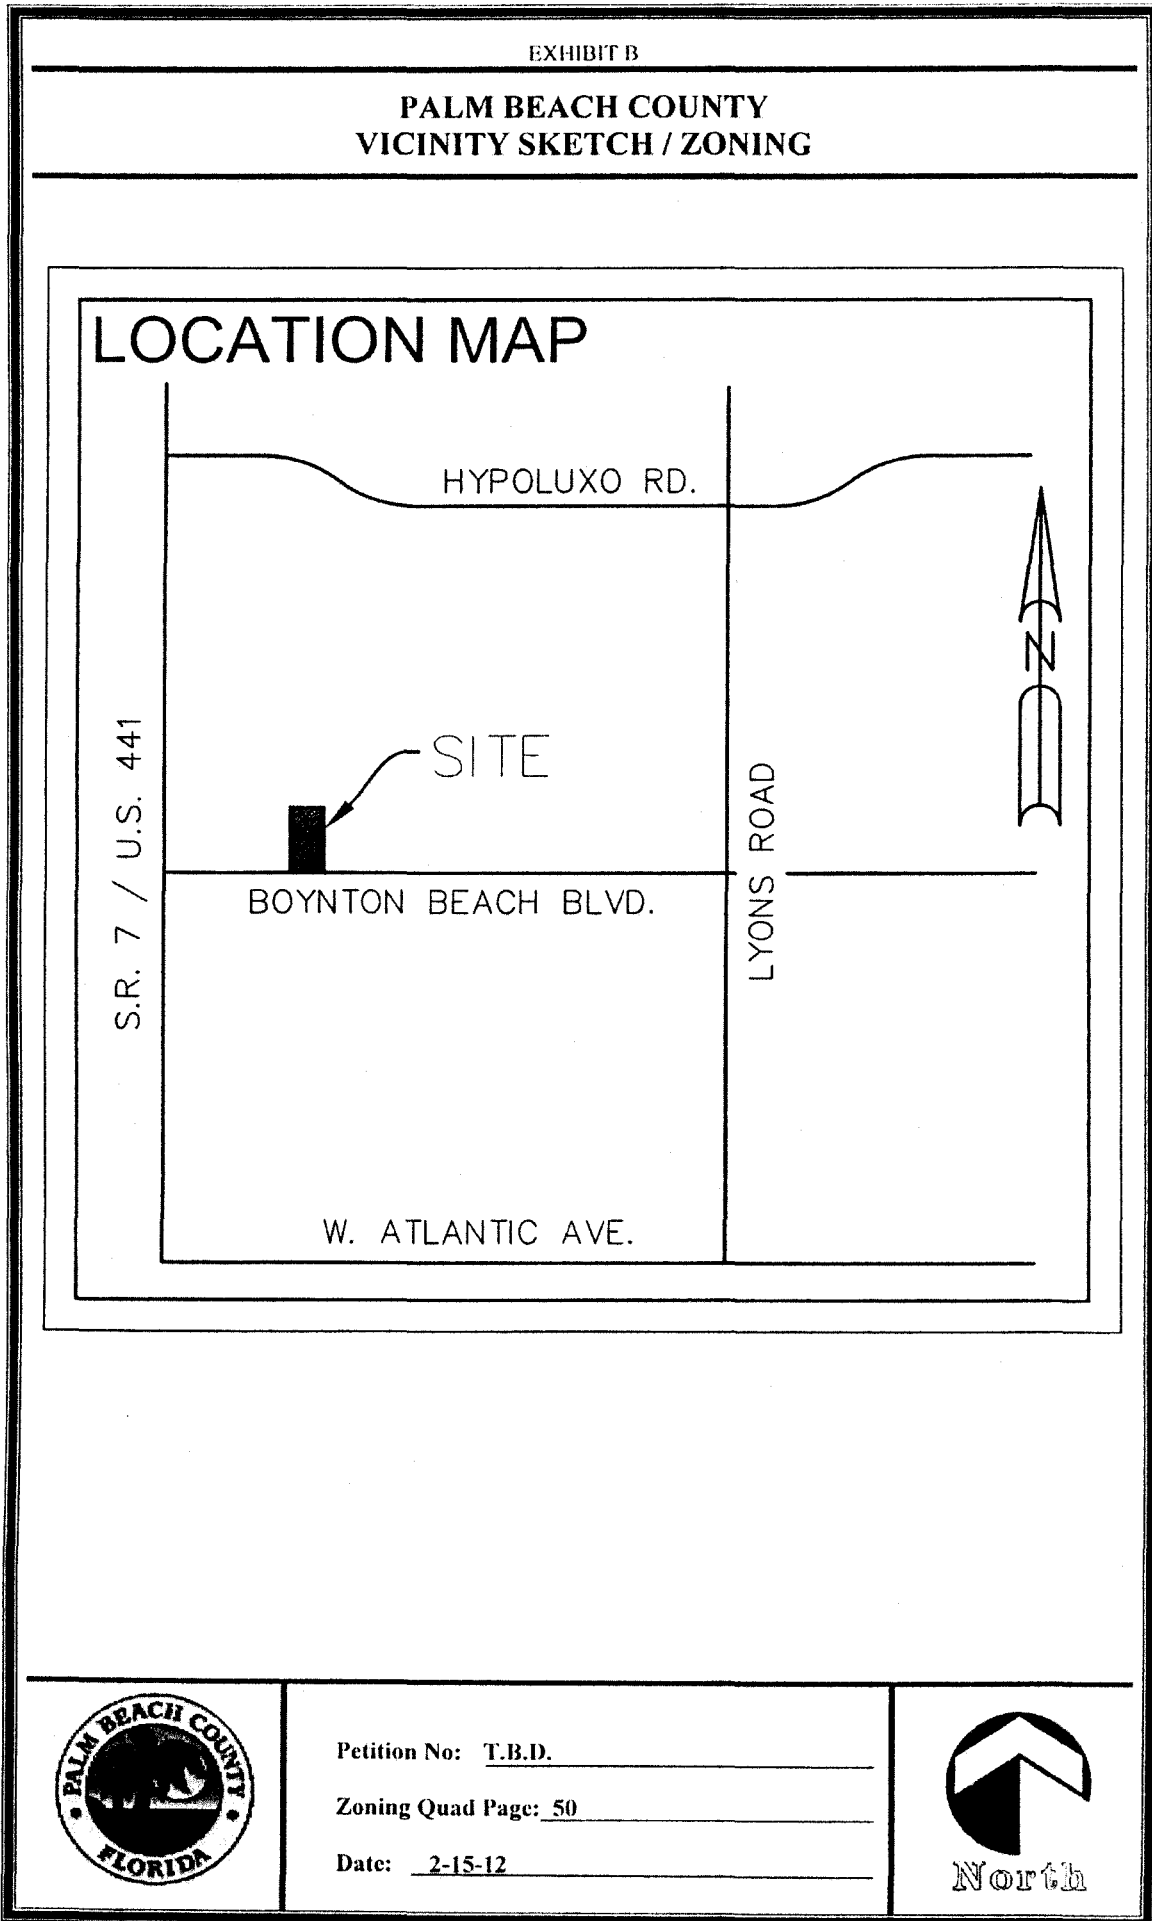 EXHIBIT B
PALM BEACH COUNTY
VICINITY SKETCH / ZONING
LOCATION MAP
HYPOLUXO RD.
N
SITE
S.R. 7 / U.S. 441
LYONS ROAD
BOYNTON BEACH BLVD.
W. ATLANTIC AVE.
PALM BEACH COUNTY
FLORIDA
Petition No: T.B.D.
Zoning Quad Page: 50
Date: 2-15-12
North